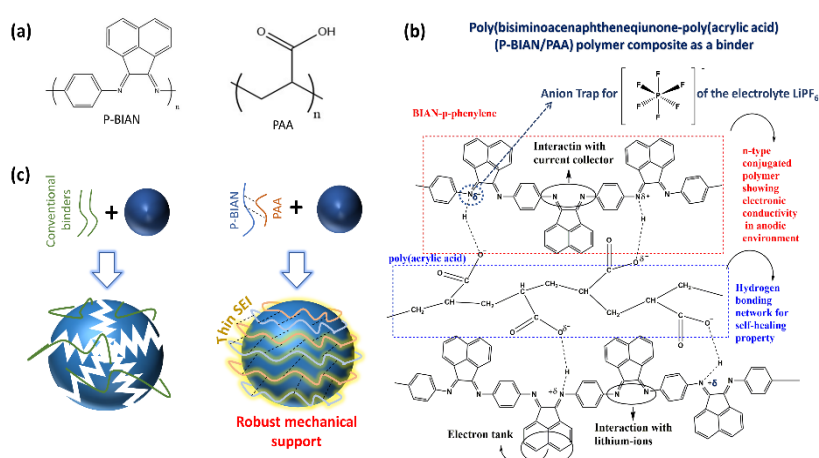 (a)
O
OH
N
N
n
P-BIAN
n
PAA
(b)
Poly(bisiminoacenaphtheneqiunone-poly(acrylic acid)
(P-BIAN/PAA) polymer composite as a binder
Anion Trap for
F
F
F
P
F
F
F
-
of the electrolyte LiPF6
BIAN-p-phenylene
Interactin with
current collector
n-type
conjugated
polymer
showing
electronic
conductivity
in anodic
environment
poly(acrylic acid)
Hydrogen
bonding
network for
self-healing
property
Electron tank
Interaction with
lithium-ions
(c)
Conventional
binders
+
P-BIAN
PAA
+
Thin SEI
Robust mechanical
support